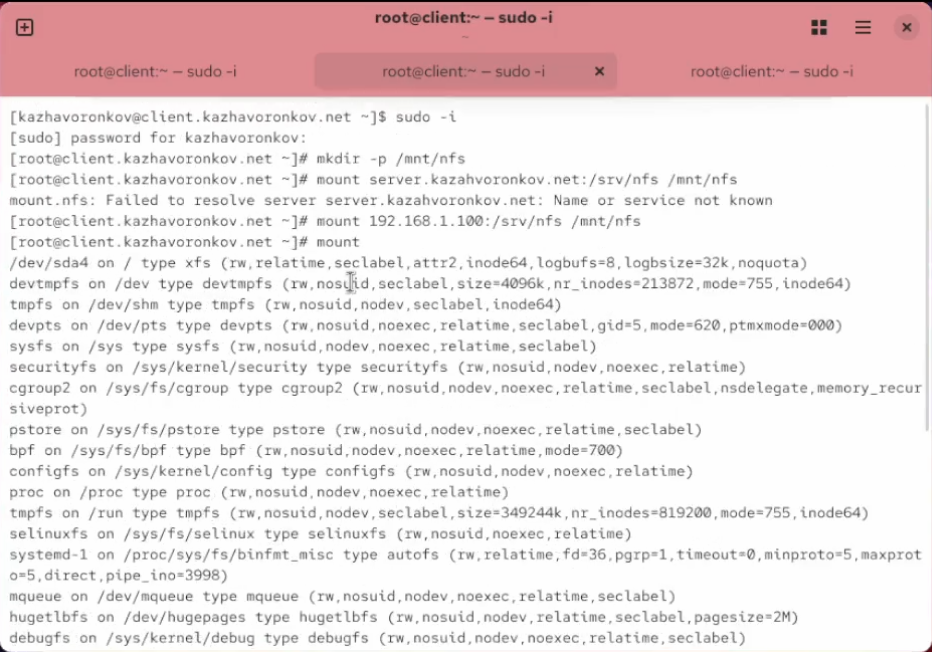 root@client:~ — sudo -i
root@client:~ — sudo -i
root@client:~ — sudo -i
root@client:~ — sudo -i
[kazhavoronkov@client.kazhavoronkov.net ~]$ sudo -i
[sudo] password for kazhavoronkov:
[root@client.kazhavoronkov.net ~]# mkdir -p /mnt/nfs
[root@client.kazhavoronkov.net ~]# mount server.kazahvoronkov.net:/srv/nfs /mnt/nfs
mount.nfs: Failed to resolve server server.kazahvoronkov.net: Name or service not known
[root@client.kazhavoronkov.net ~]# mount 192.168.1.100:/srv/nfs /mnt/nfs
[root@client.kazhavoronkov.net ~]# mount
/dev/sda4 on / type xfs (rw,relatime,seclabel,attr2,inode64,logbufs=8,logbsize=32k,noquota)
devtmpfs on /dev type devtmpfs (rw,nosuid,seclabel,size=4096k,nr_inodes=213872,mode=755,inode64)
tmpfs on /dev/shm type tmpfs (rw,nosuid,nodev,seclabel,inode64)
devpts on /dev/pts type devpts (rw,nosuid,noexec,relatime,seclabel,gid=5,mode=620,ptmxmode=000)
sysfs on /sys type sysfs (rw,nosuid,nodev,noexec,relatime,seclabel)
securityfs on /sys/kernel/security type securityfs (rw,nosuid,nodev,noexec,relatime)
cgroup2 on /sys/fs/cgroup type cgroup2 (rw,nosuid,nodev,noexec,relatime,seclabel,nsdelegate,memory_recur
siveprot)
pstore on /sys/fs/pstore type pstore (rw,nosuid,nodev,noexec,relatime,seclabel)
bpf on /sys/fs/bpf type bpf (rw,nosuid,nodev,noexec,relatime,mode=700)
configfs on /sys/kernel/config type configfs (rw,nosuid,nodev,noexec,relatime)
proc on /proc type proc (rw,nosuid,nodev,noexec,relatime)
tmpfs on /run type tmpfs (rw,nosuid,nodev,seclabel,size=349244k,nr_inodes=819200,mode=755,inode64)
selinuxfs on /sys/fs/selinux type selinuxfs (rw,nosuid,noexec,relatime)
systemd-1 on /proc/sys/fs/binfmt_misc type autofs (rw,relatime,fd=36,pgrp=1,timeout=0,minproto=5,maxprot
o=5,direct,pipe_ino=3998)
mqueue on /dev/mqueue type mqueue (rw,nosuid,nodev,noexec,relatime,seclabel)
hugetlbfs on /dev/hugepages type hugetlbfs (rw,nosuid,nodev,relatime,seclabel,pagesize=2M)
debugfs on /sys/kernel/debug type debugfs (rw,nosuid,nodev,noexec,relatime,seclabel)